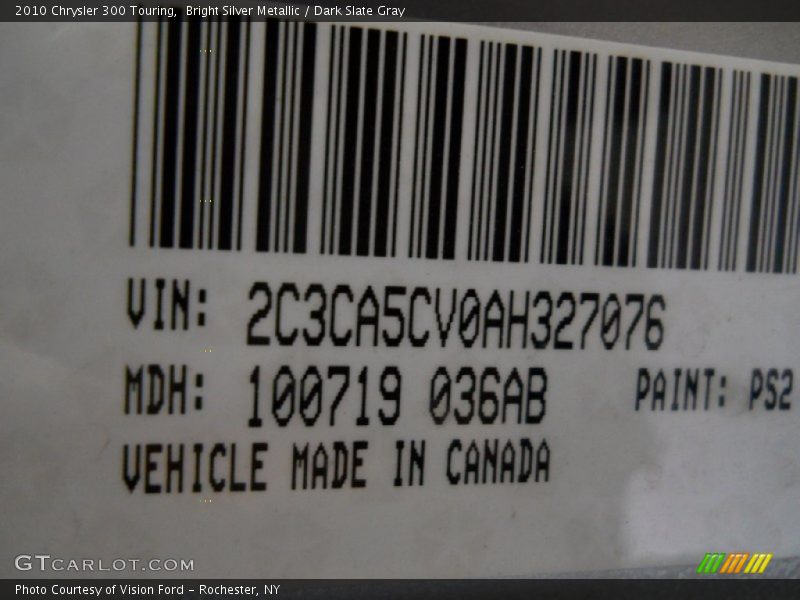 2010 Chrysler 300 Touring, Bright Silver Metallic / Dark Slate Gray
VIN: 2C3CA5CV0AH327076
MDH: 100719 036AB PAINT: PS2
VEHICLE MADE IN CANADA
GTCARLOT.COM
Photo Courtesy of Vision Ford – Rochester, NY